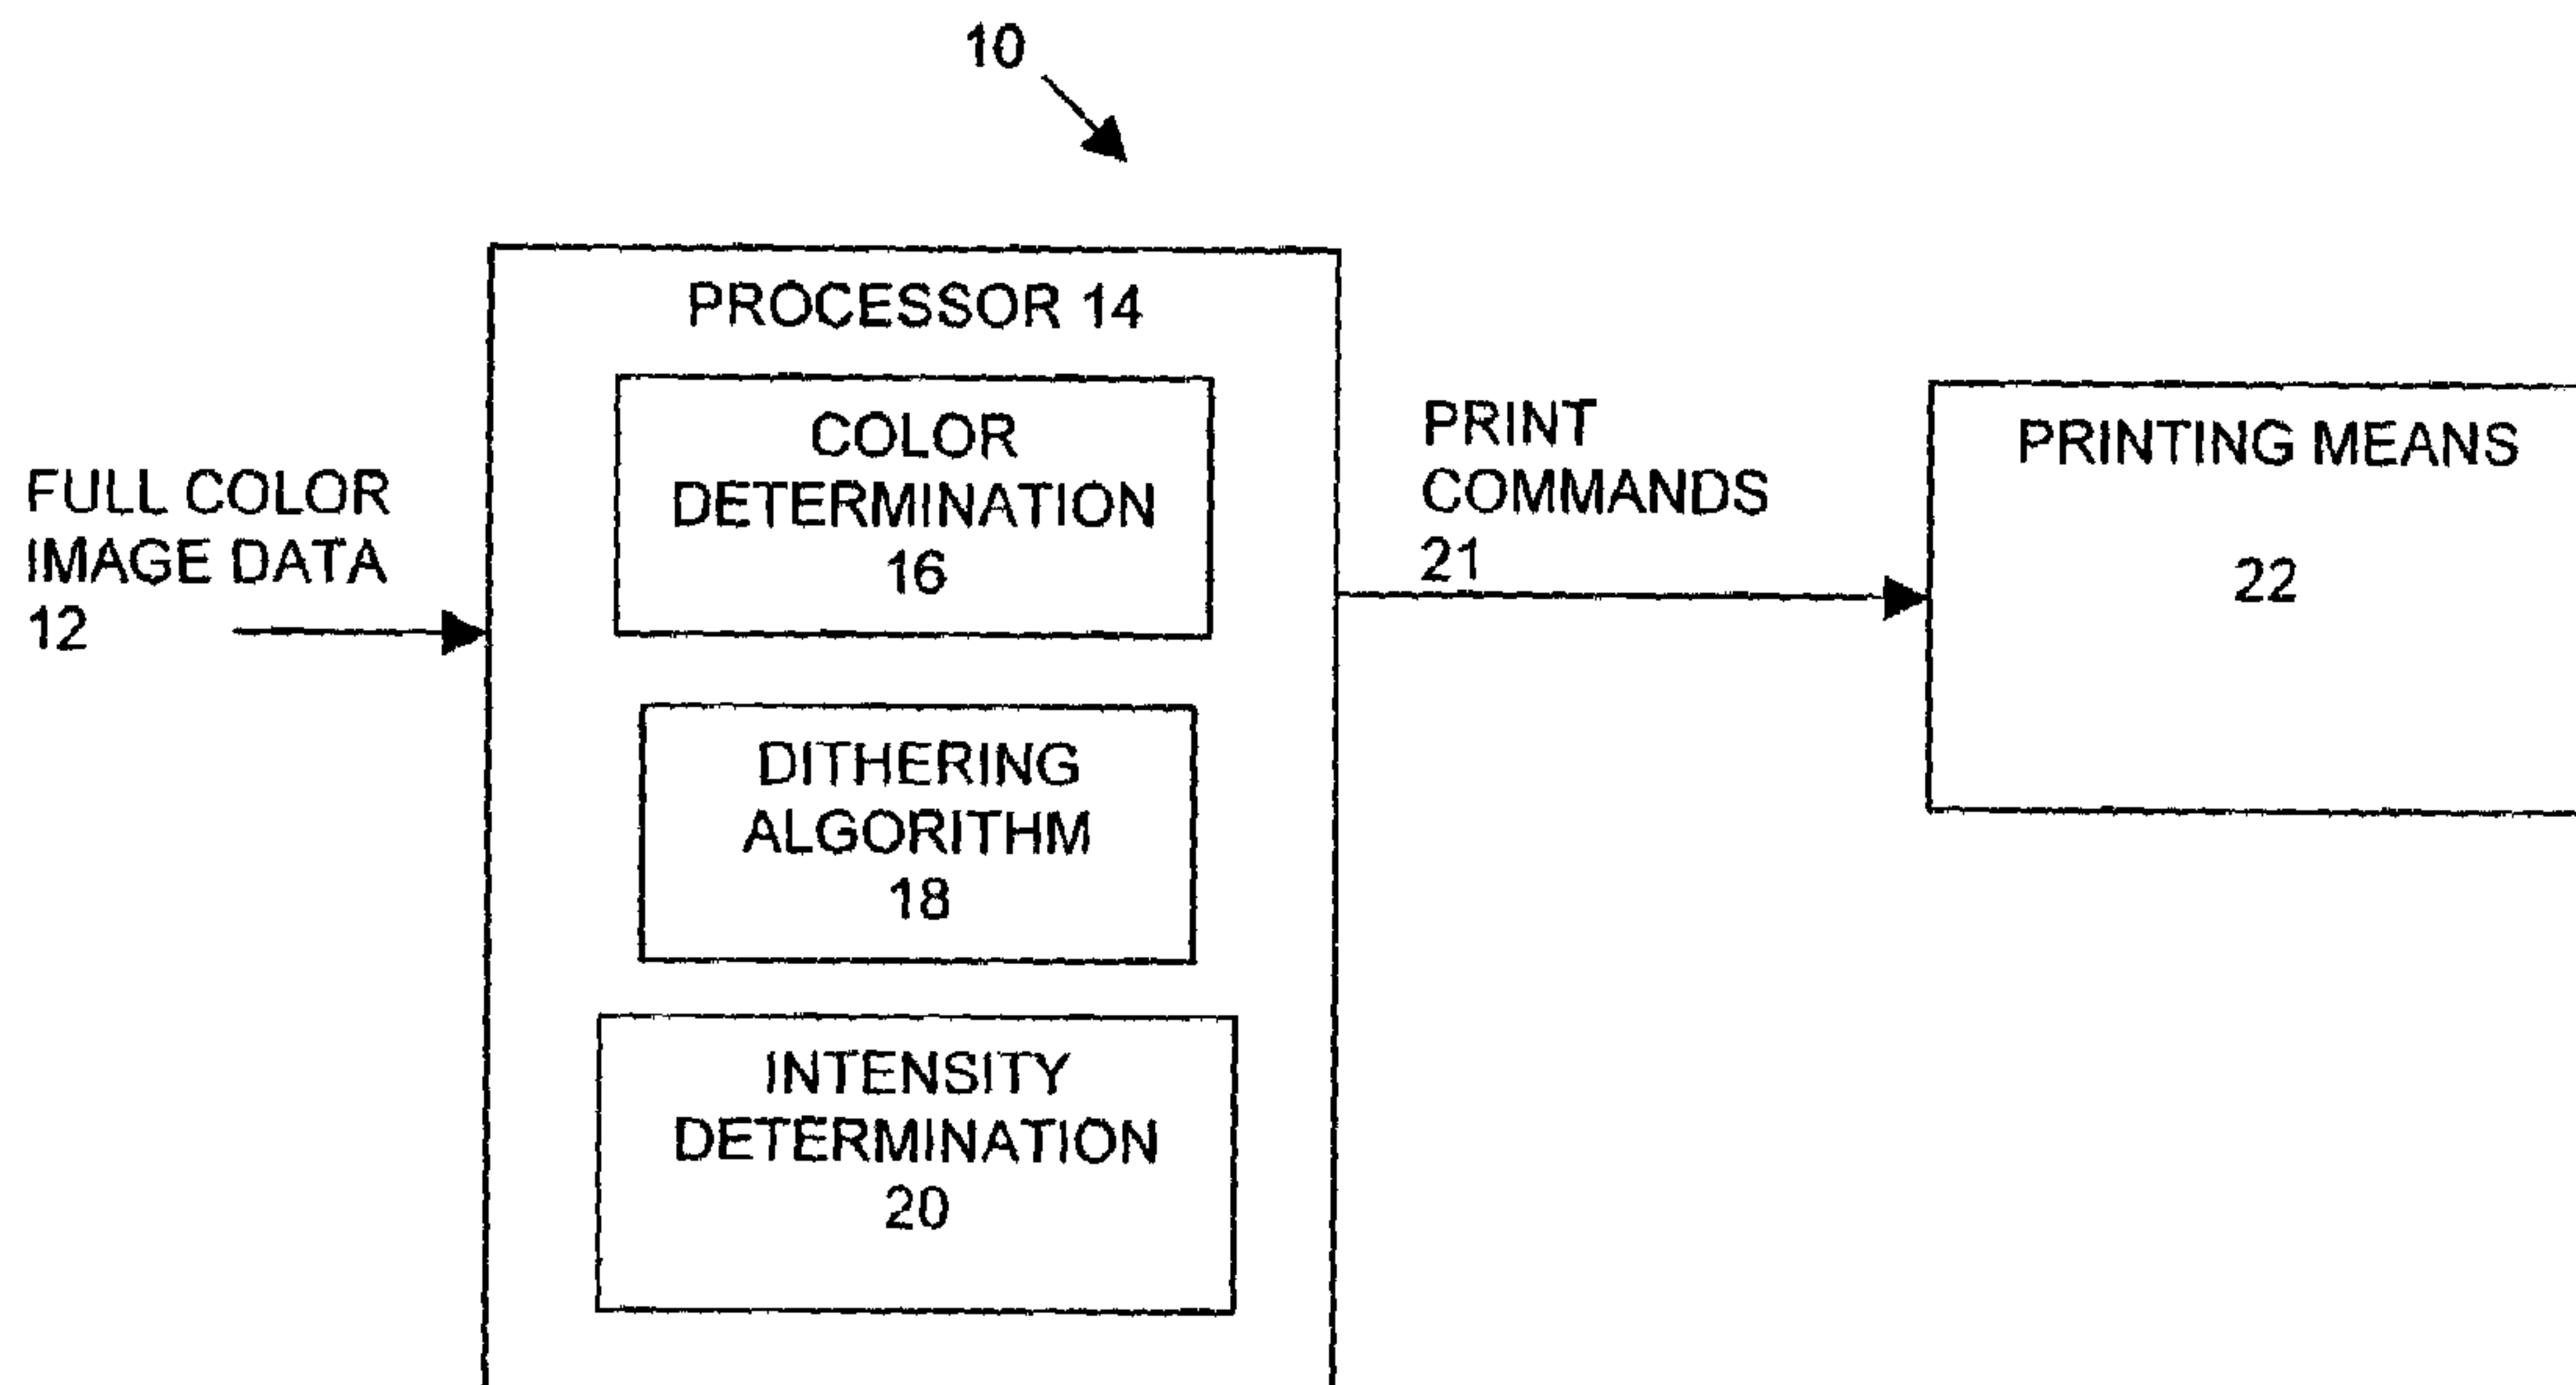 10
FULL COLOR
IMAGE DATA
12
PROCESSOR 14
COLOR
DETERMINATION
16
DITHERING
ALGORITHM
18
INTENSITY
DETERMINATION
20
PRINT
COMMANDS
21
PRINTING MEANS
22